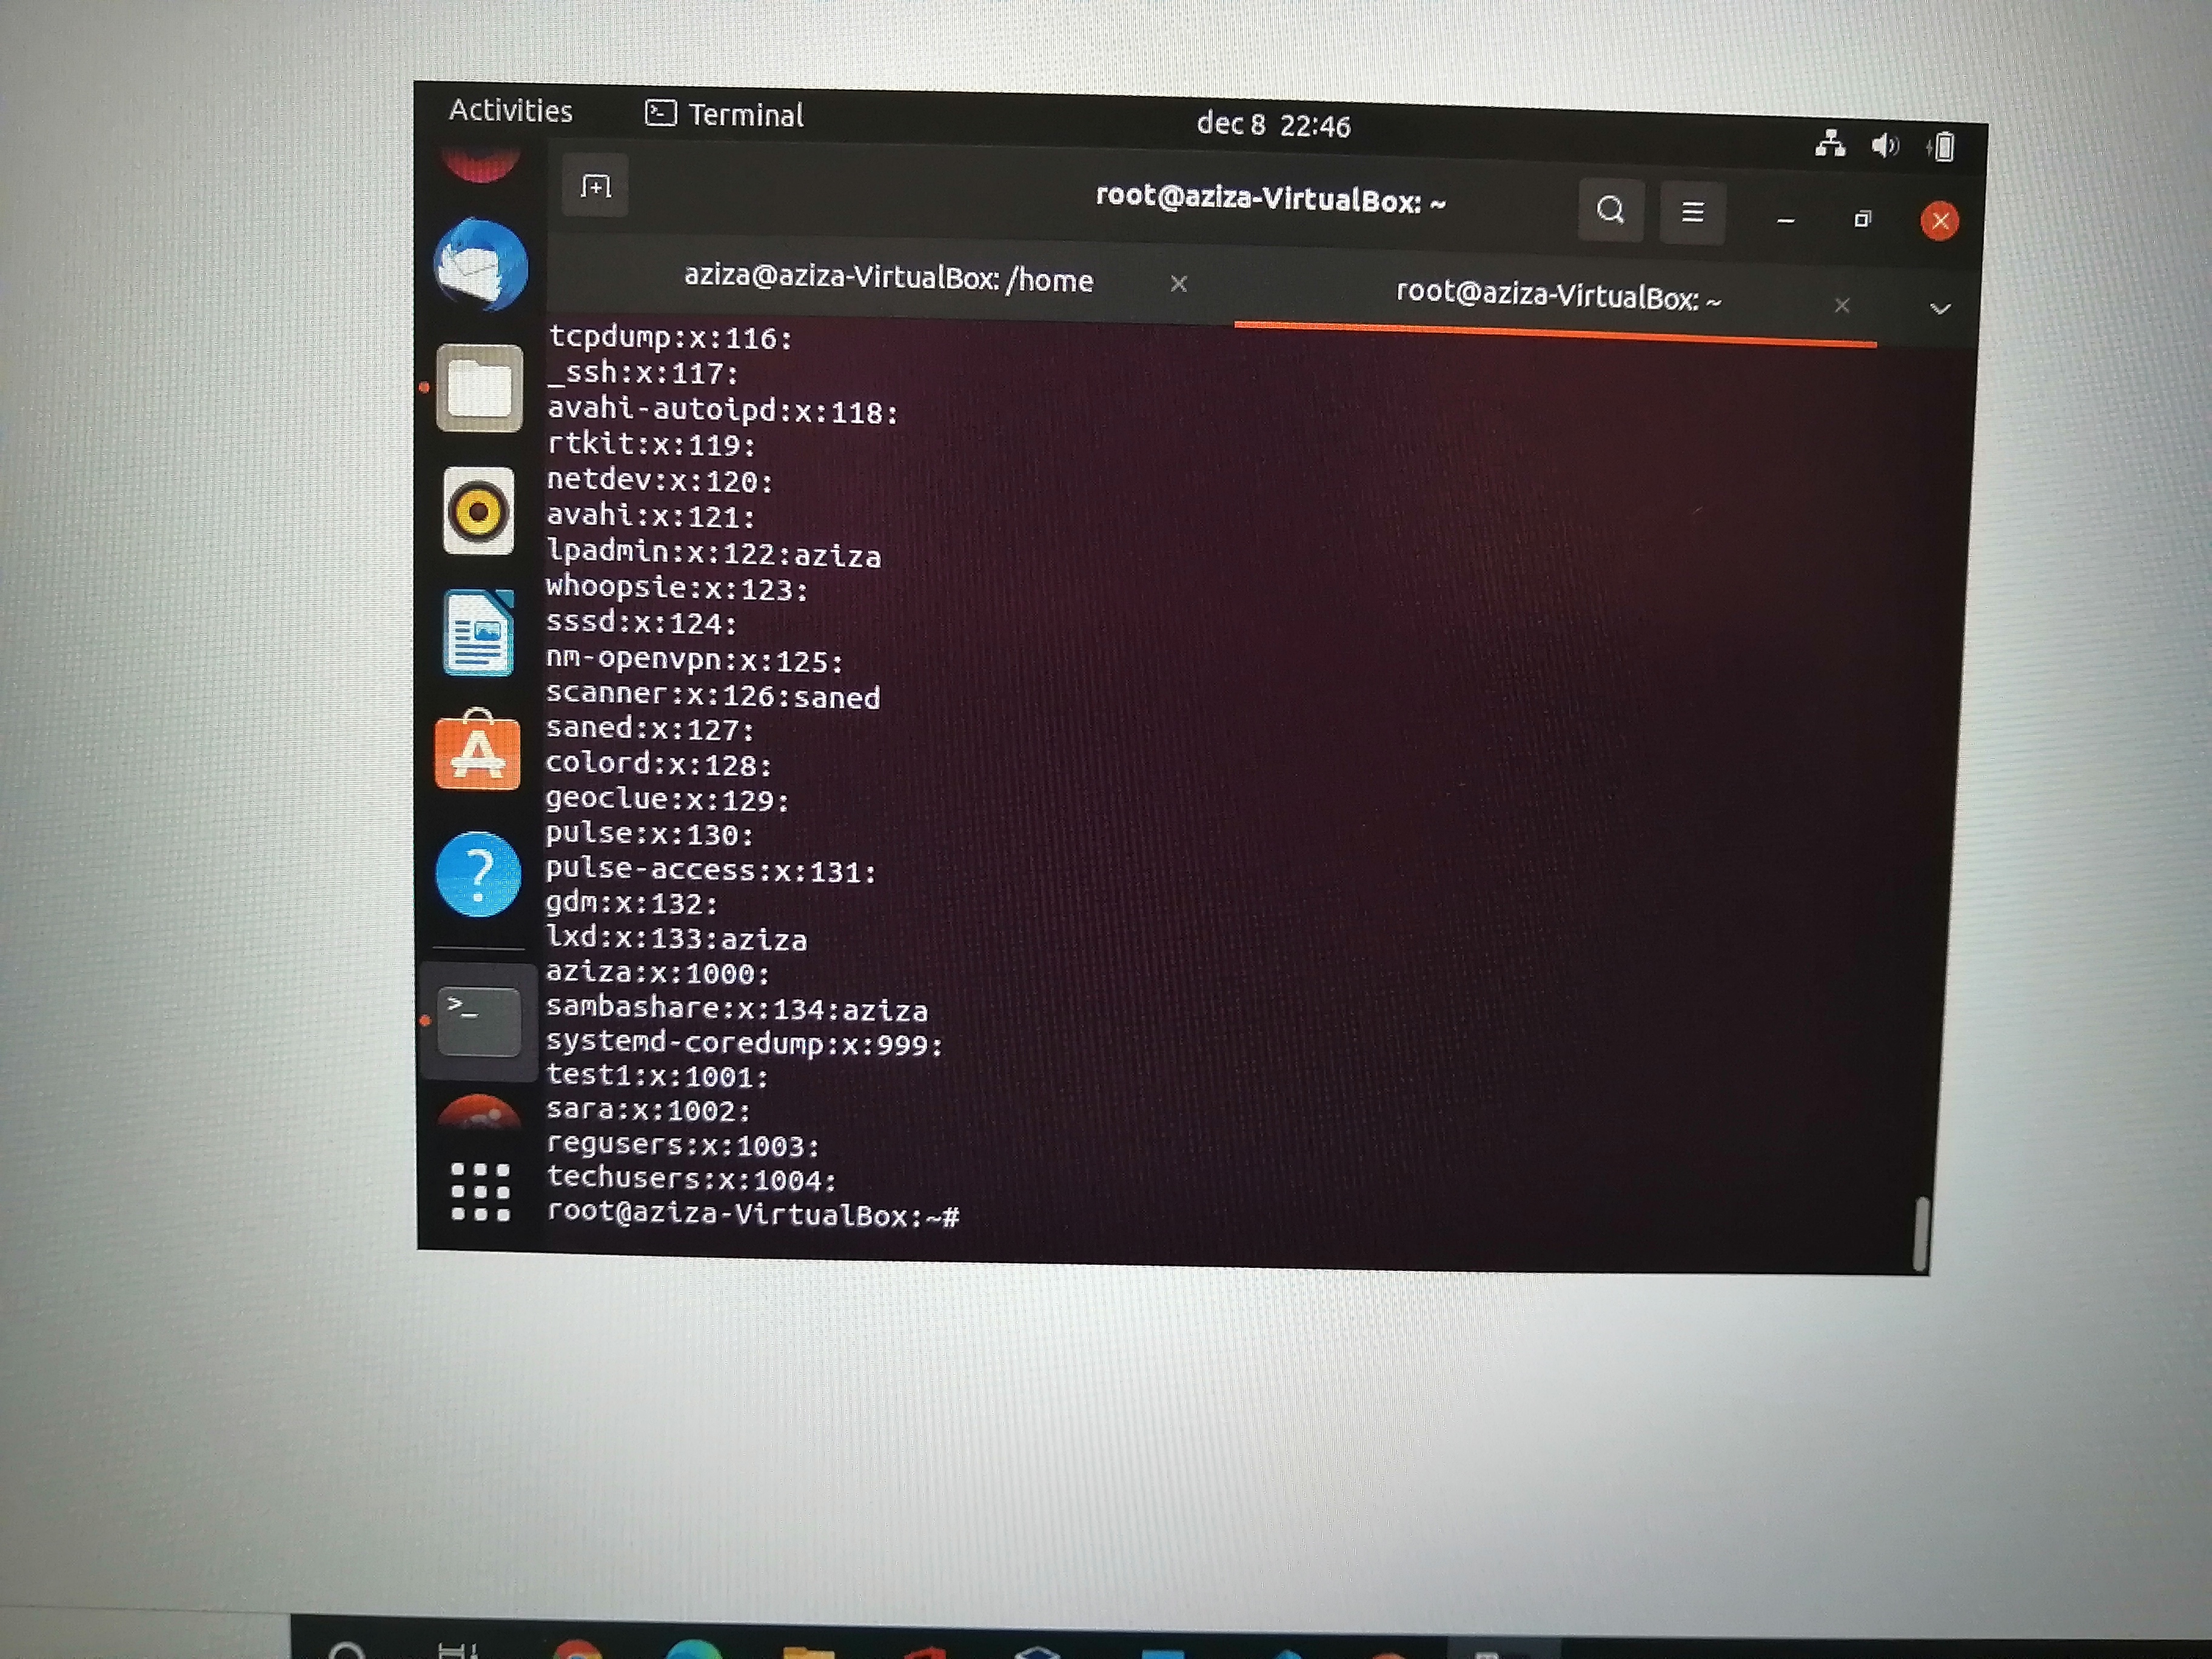 Activities
Terminal
dec 8 22:46
root@aziza-VirtualBox: ~
aziza@aziza-VirtualBox: /home
root@aziza-VirtualBox: ~
tcpdump:x:116:
_ssh:x:117:
avahi-autoipd:x:118:
rtkit:x:119:
netdev:x:120:
avahi:x:121:
lpadmin:x:122:aziza
whoopsie:x:123:
sssd:x:124:
nm-openvpn:x:125:
scanner:x:126:saned
saned:x:127:
colord:x:128:
geoclue:x:129:
pulse:x:130:
pulse-access:x:131:
gdm:x:132:
lxd:x:133:aziza
aziza:x:1000:
sambashare:x:134:aziza
systemd-coredump:x:999:
test1:x:1001:
sara:x:1002:
regusers:x:1003:
techusers:x:1004:
root@aziza-VirtualBox:~#